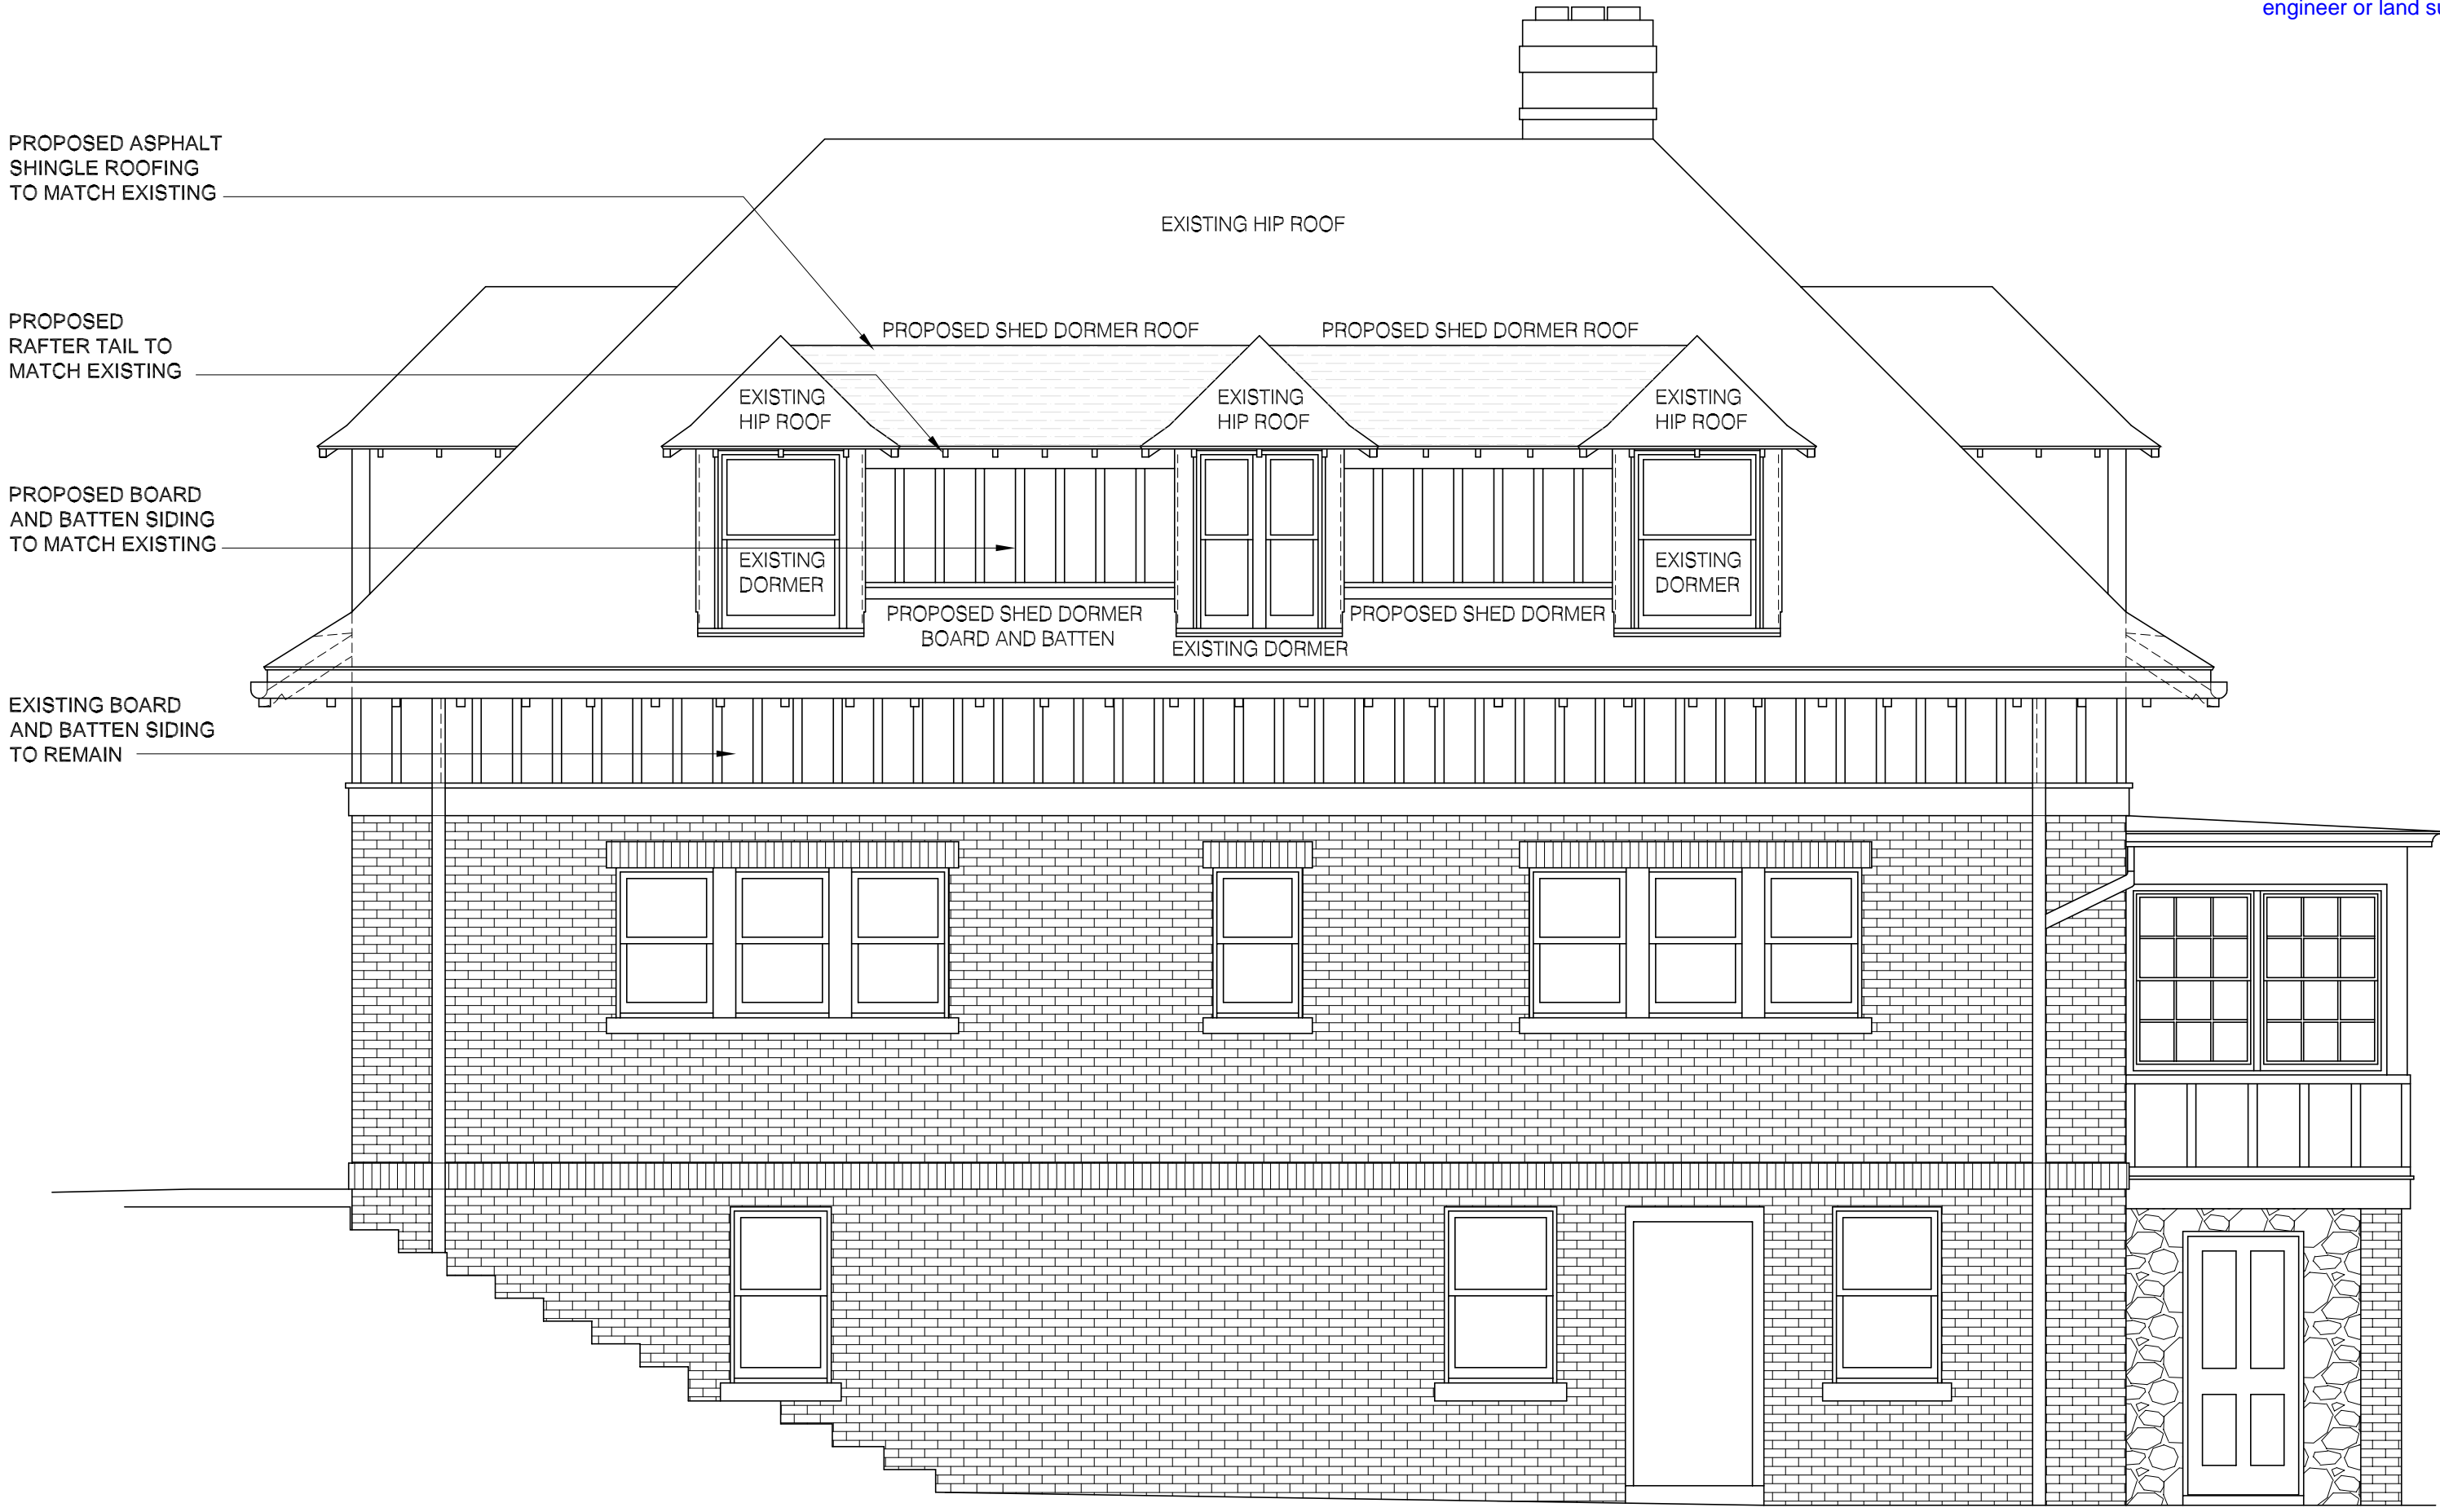 engineer or land su
PROPOSED ASPHALT
SHINGLE ROOFING
TO MATCH EXISTING
EXISTING HIP ROOF
PROPOSED
RAFTER TAIL TO
MATCH EXISTING
PROPOSED SHED DORMER ROOF
PROPOSED SHED DORMER ROOF
EXISTING
HIP ROOF
EXISTING
HIP ROOF
EXISTING
HIP ROOF
PROPOSED BOARD
AND BATTEN SIDING
TO MATCH EXISTING
EXISTING
DORMER
EXISTING
DORMER
PROPOSED SHED DORMER
BOARD AND BATTEN
PROPOSED SHED DORMER
EXISTING DORMER
EXISTING BOARD
AND BATTEN SIDING
TO REMAIN